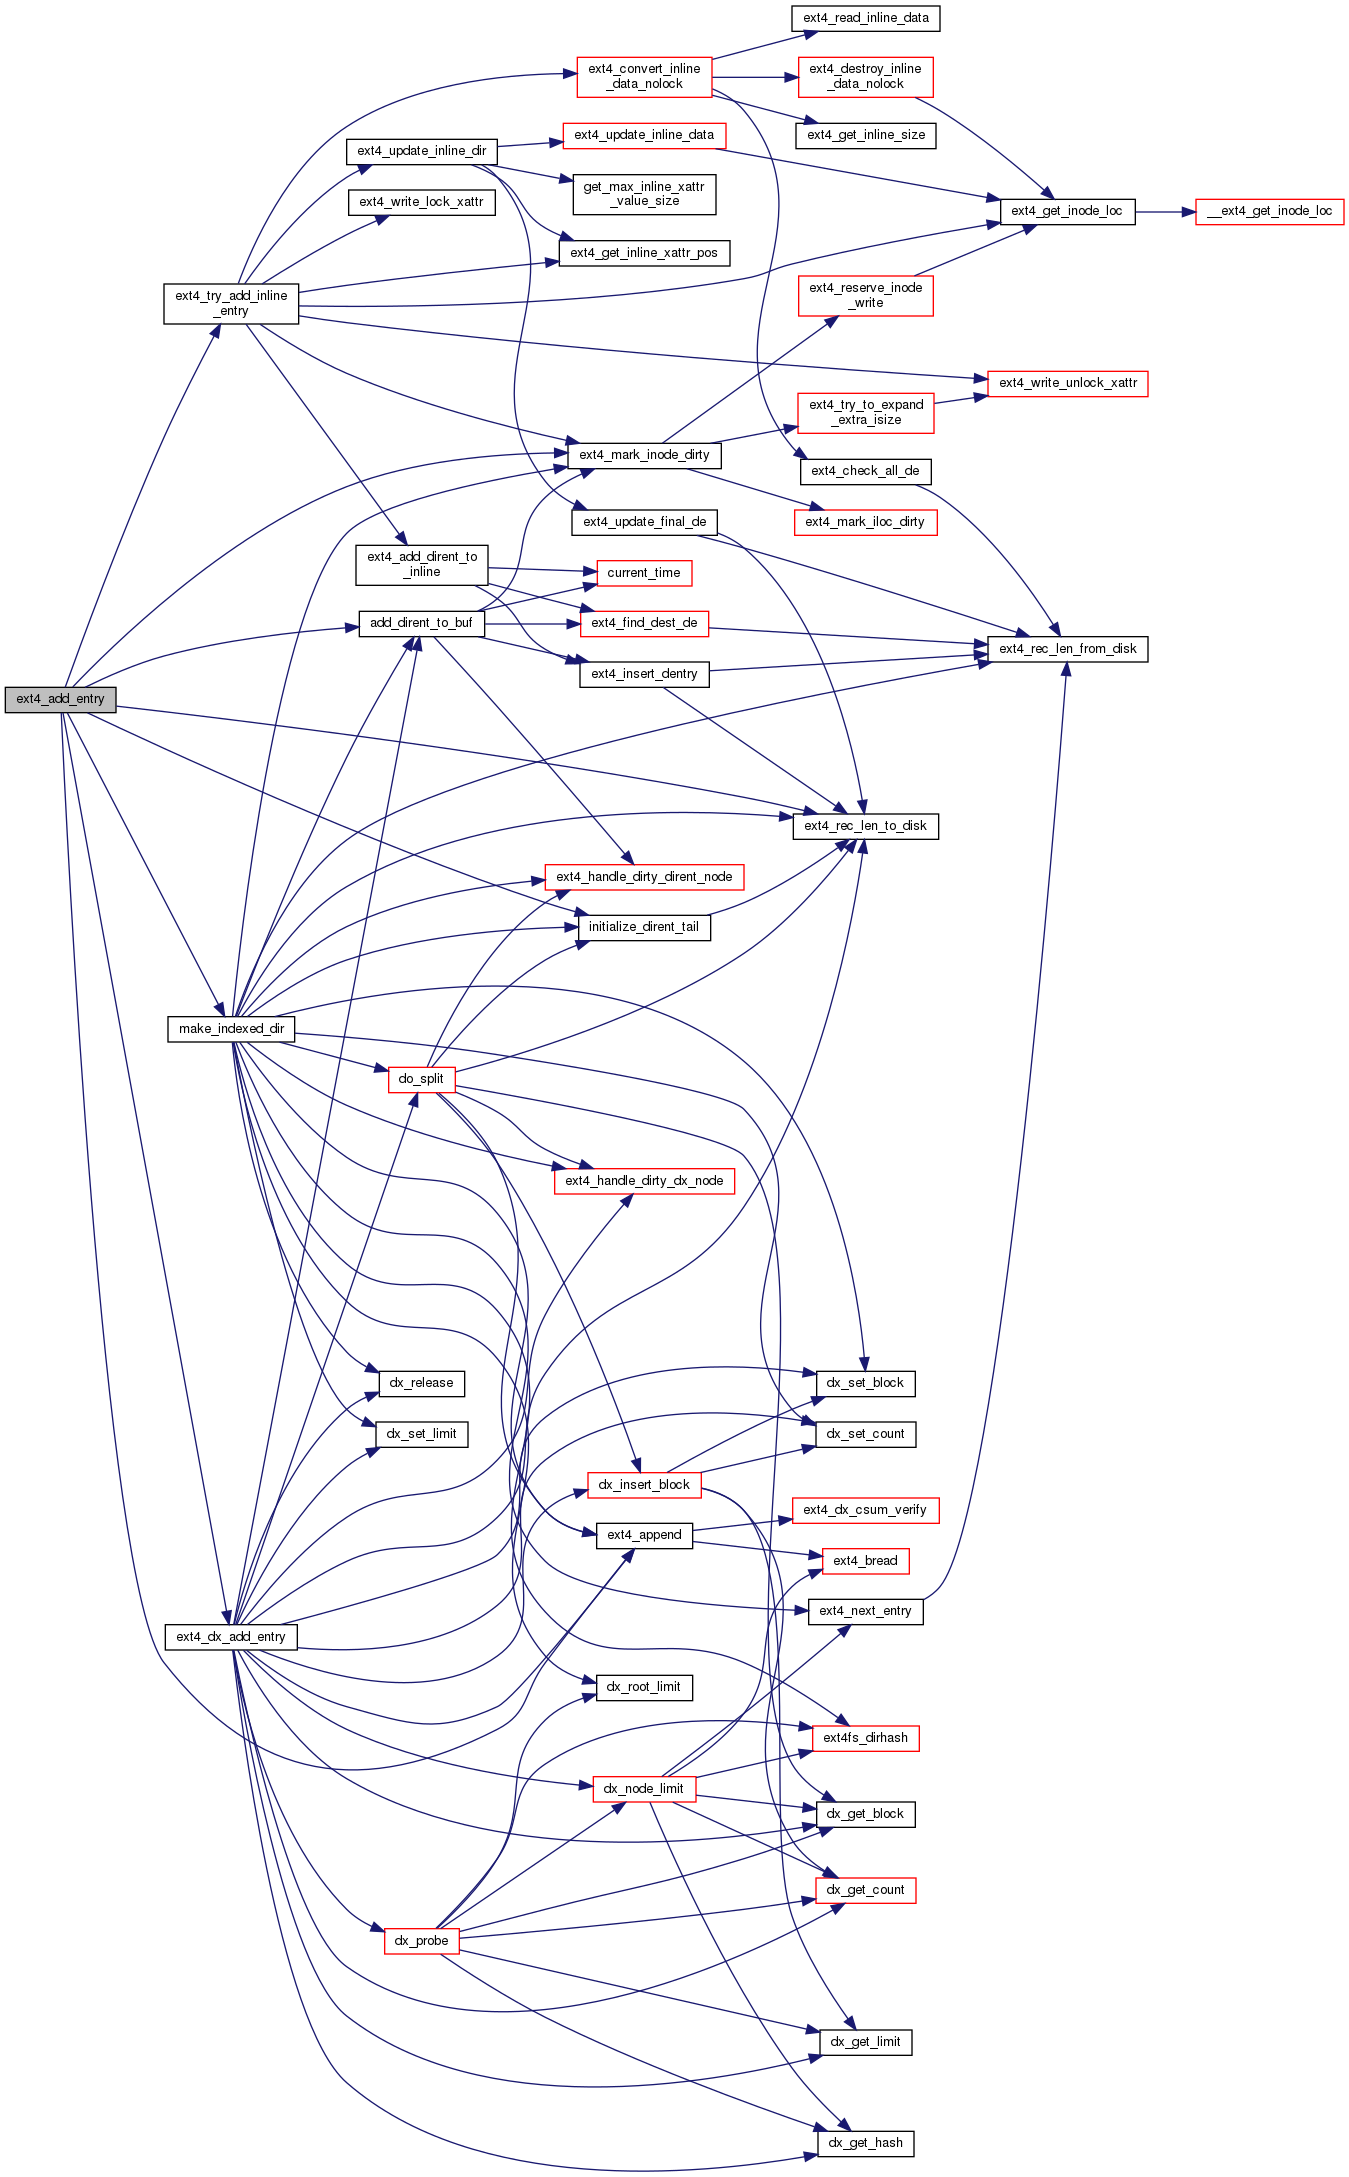 ext4_read_inline_data
ext4_convert_inline
_data_nolock
ext4_destroy_inline
_data_nolock
ext4_get_inline_size
ext4_update_inline_data
ext4_update_inline_dir
get_max_inline_xattr
_value_size
ext4_write_lock_xattr
ext4_get_inode_loc
__ext4_get_inode_loc
ext4_get_inline_xattr_pos
ext4_try_add_inline
_entry
ext4_reserve_inode
_write
ext4_write_unlock_xattr
ext4_try_to_expand
_extra_isize
ext4_mark_inode_dirty
ext4_check_all_de
ext4_update_final_de
ext4_mark_iloc_dirty
ext4_add_dirent_to
_inline
current_time
add_dirent_to_buf
ext4_find_dest_de
ext4_rec_len_from_disk
ext4_insert_dentry
ext4_add_entry
ext4_rec_len_to_disk
ext4_handle_dirty_dirent_node
initialize_dirent_tail
make_indexed_dir
do_split
ext4_handle_dirty_dx_node
dx_release
dx_set_block
dx_set_limit
dx_set_count
dx_insert_block
ext4_dx_csum_verify
ext4_append
ext4_bread
ext4_next_entry
ext4_dx_add_entry
dx_root_limit
ext4fs_dirhash
dx_node_limit
dx_get_block
dx_get_count
dx_probe
dx_get_limit
dx_get_hash